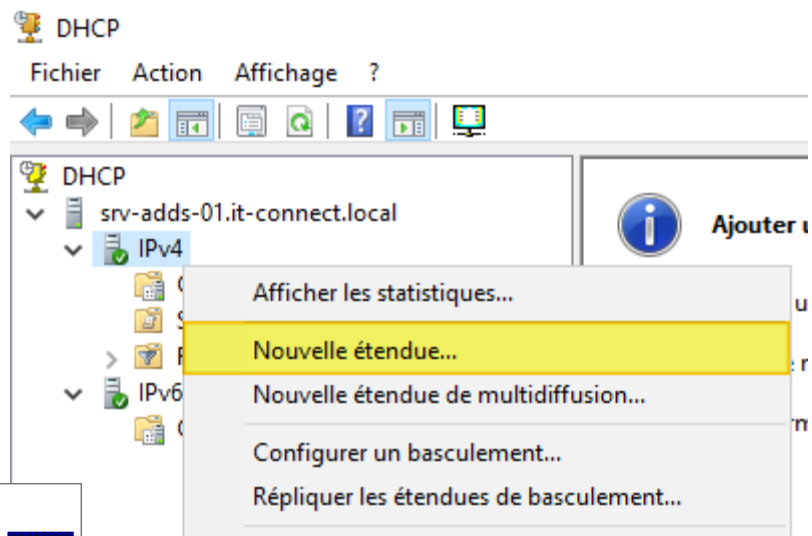 DHCP
Fichier Action Affichage ?
DHCP
srv-adds-01.it-connect.local
Ajouter
IPv4
Afficher les statistiques...
Nouvelle étendue...
IPv6
Nouvelle étendue de multidiffusion...
Configurer un basculement...
Répliquer les étendues de basculement...